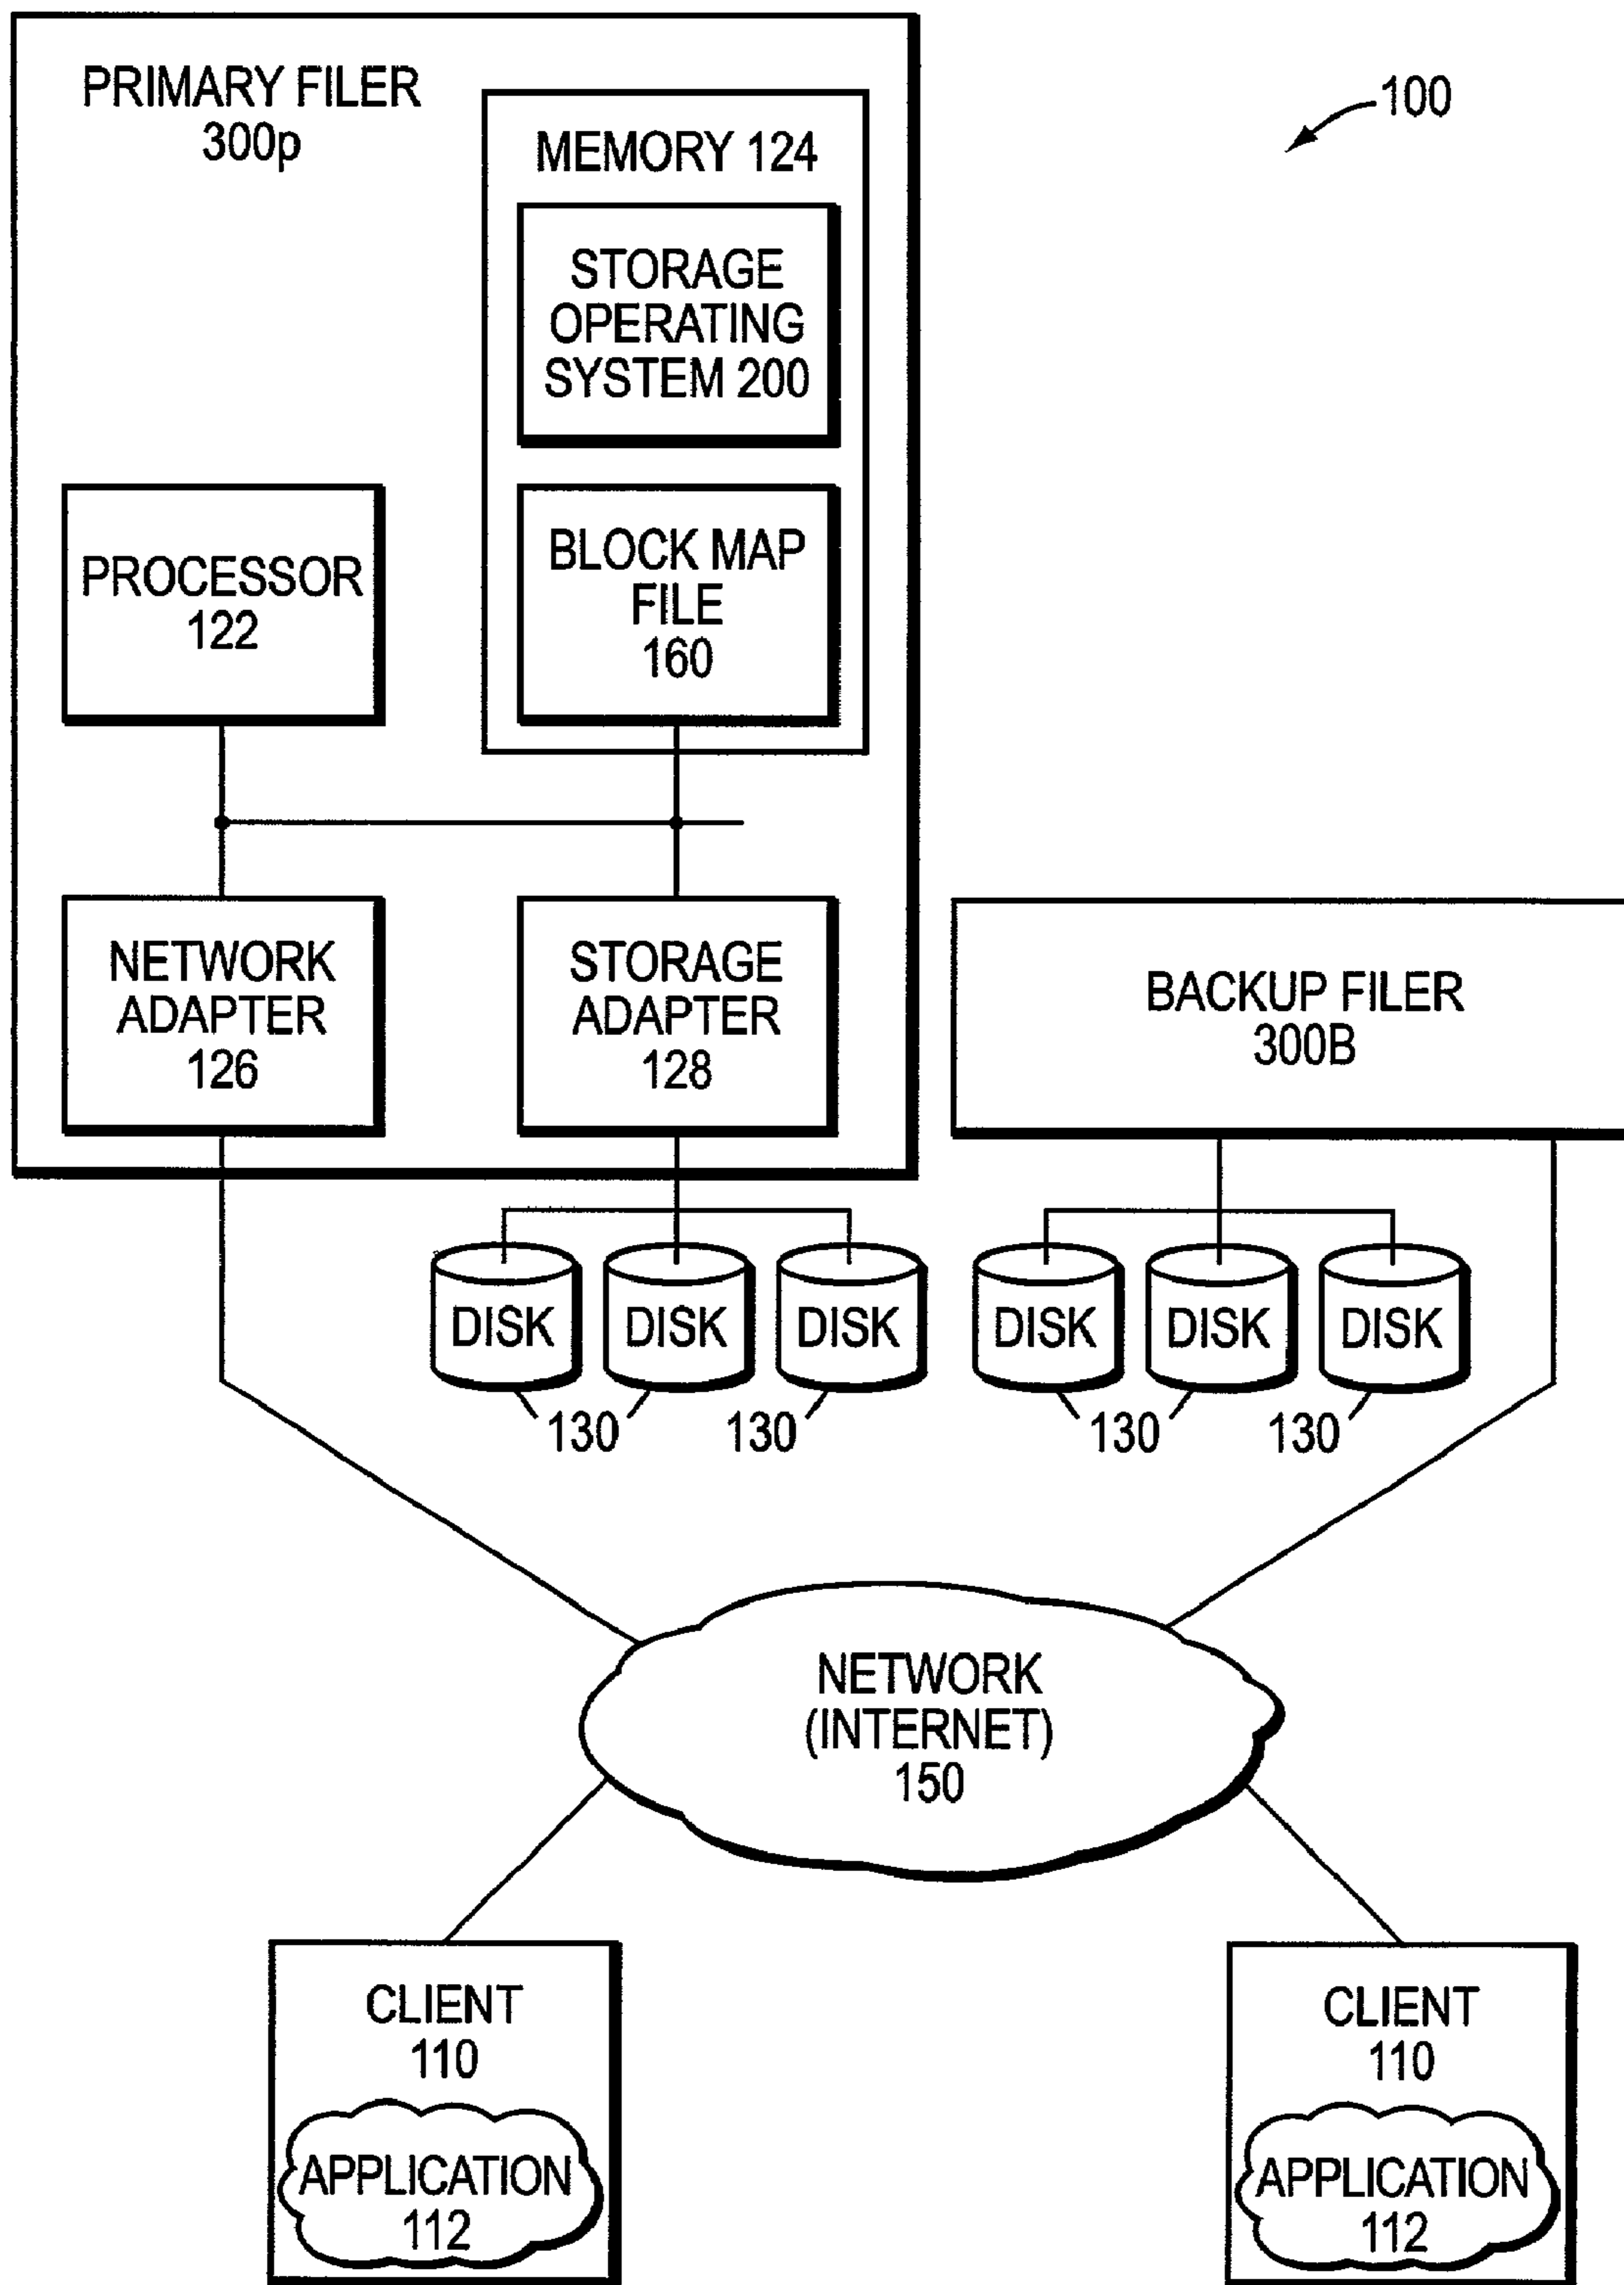 PRIMARY FILER
300p
100
MEMORY 124
STORAGE
OPERATING
SYSTEM 200
PROCESSOR
122
BLOCK MAP
FILE
160
NETWORK
ADAPTER
126
STORAGE
ADAPTER
128
BACKUP FILER
300B
DISK
DISK
DISK
DISK
DISK
DISK
130
130
130
130
NETWORK
(INTERNET)
150
CLIENT
110
APPLICATION
112
CLIENT
110
APPLICATION
112